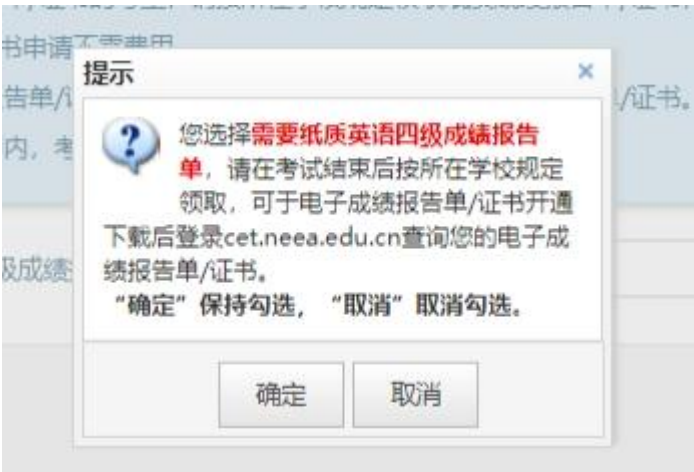 书申请不需费用
提示
告单/
/证书。
您选择需要纸质英语四级成绩报告
内，考
单，请在考试结束后按所在学校规定
领取，可于电子成绩报告单/证书开通
下载后登录cet.neea.edu.cn查询您的电子成
级成绩
绩报告单/证书。
“确定”保持勾选，“取消”取消勾选。
确定
取消